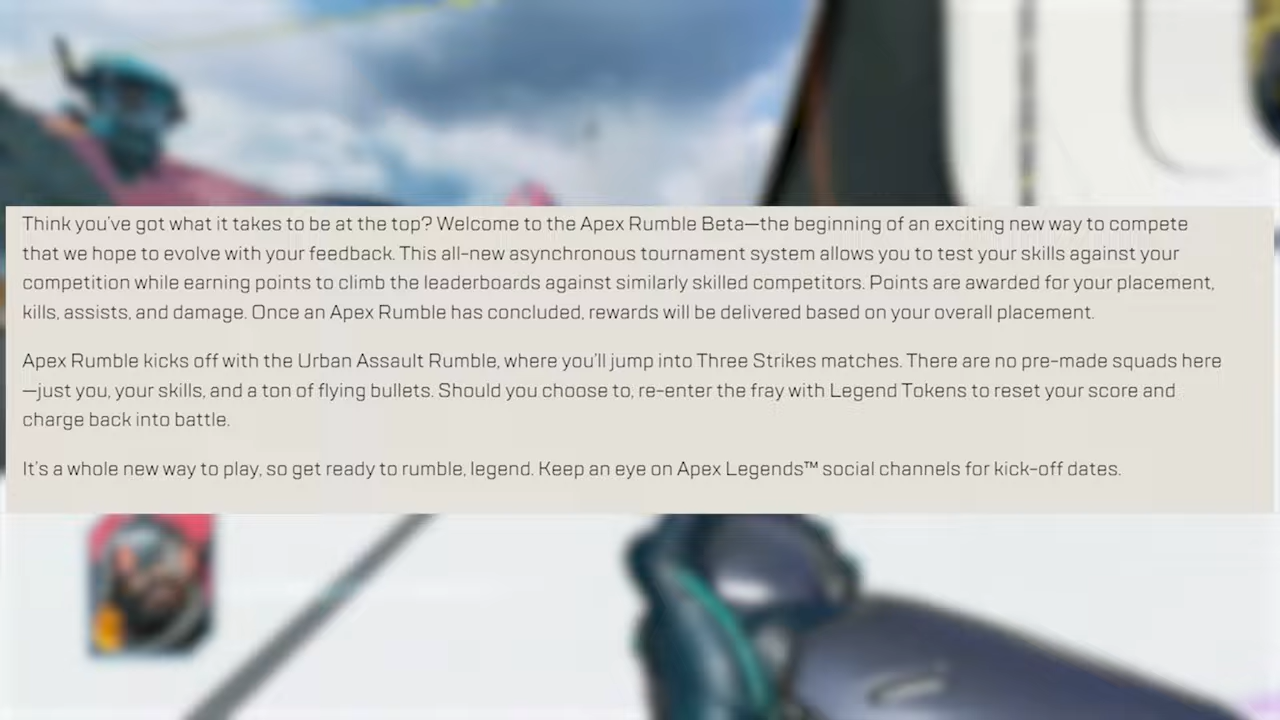 Think you've got what it takes to be at the top? Welcome to the Apex Rumble Beta—the beginning of an exciting new way to compete
that we hope to evolve with your feedback. This all-new asynchronous tournament system allows you to test your skills against your
competition while earning points to climb the leaderboards against similarly skilled competitors. Points are awarded for your placement,
kills, assists, and damage. Once an Apex Rumble has concluded, rewards will be delivered based on your overall placement.
Apex Rumble kicks off with the Urban Assault Rumble, where you'll jump into Three Strikes matches. There are no pre-made squads here
—just you, your skills, and a ton of flying bullets. Should you choose to, re-enter the fray with Legend Tokens to reset your score and
charge back into battle.
It's a whole new way to play, so get ready to rumble, legend. Keep an eye on Apex Legends™ social channels for kick-off dates.